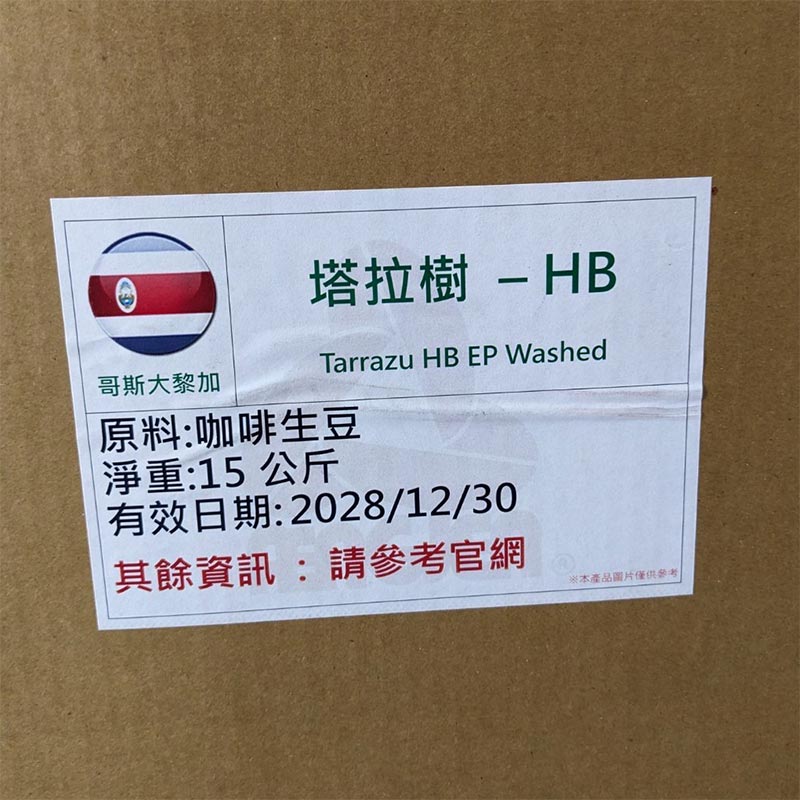 塔拉樹 – HB
Tarrazu HB EP Washed
哥斯大黎加
原料:咖啡生豆
淨重:15 公斤
有效日期:2028/12/30
其餘資訊 : 請參考官網
※本產品圖片僅供參考